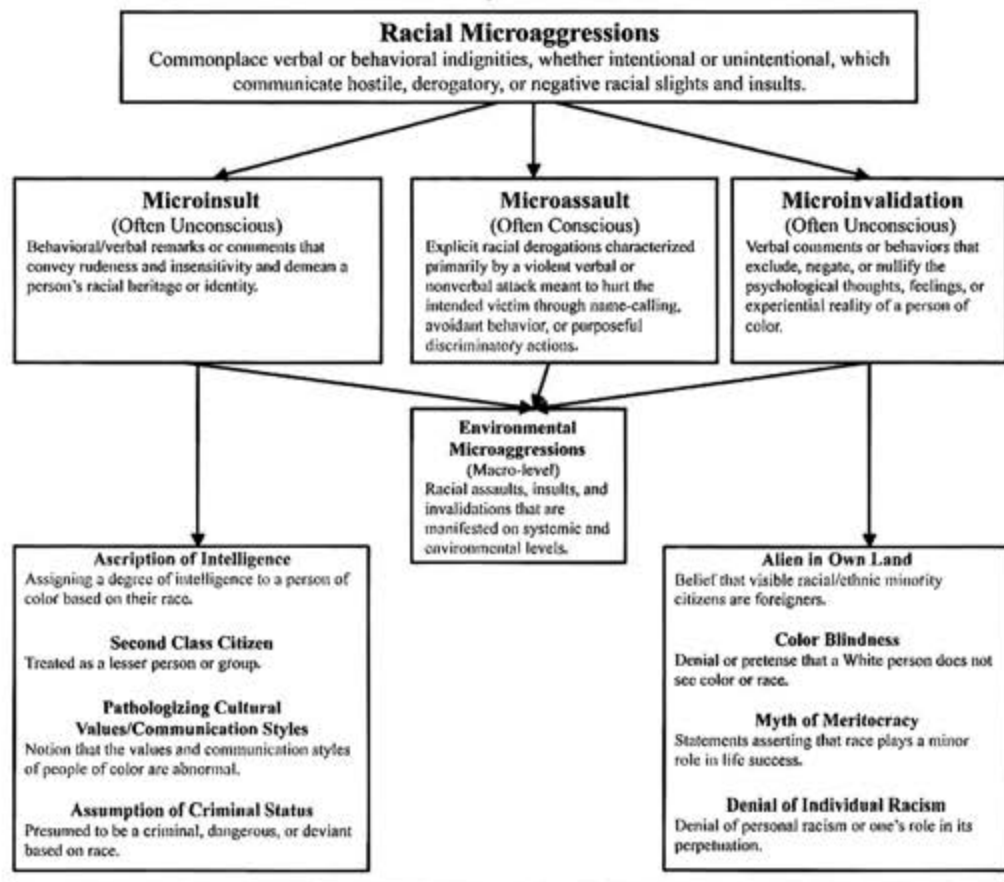 Racial Microaggressions
Commonplace verbal or behavioral indignities, whether intentional or unintentional, which
communicate hostile, derogatory, or negative racial slights and insults.
Microinsult
(Often Unconscious)
Behavioral/verbal remarks or comments that
convey rudeness and insensitivity and demean a
person's racial heritage or identity.
Microassault
(Often Conscious)
Explicit racial derogations characterized
primarily by a violent verbal or
nonverbal attack meant to hurt the
intended victim through name-calling,
avoidant behavior, or purposeful
discriminatory actions.
Microinvalidation
(Often Unconscious)
Verbal comments or behaviors that
exclude, negate, or nullify the
psychological thoughts, feelings, or
experiential reality of a person of
color.
Environmental
Microaggressions
(Macro-level)
Racial assaults, insults, and
invalidations that are
manifested on systemic and
environmental levels.
Ascription of Intelligence
Assigning a degree of intelligence to a person of
color based on their race.
Second Class Citizen
Treated as a lesser person or group.
Pathologizing Cultural
Values/Communication Styles
Notion that the values and communication styles
of people of color are abnormal.
Assumption of Criminal Status
Presumed to be a criminal, dangerous, or deviant
based on race.
Alien in Own Land
Belief that visible racial/ethnic minority
citizens are foreigners.
Color Blindness
Denial or pretense that a White person does not
see color or race.
Myth of Meritocracy
Statements asserting that race plays a minor
role in life success.
Denial of Individual Racism
Denial of personal racism or one's role in its
perpetuation.